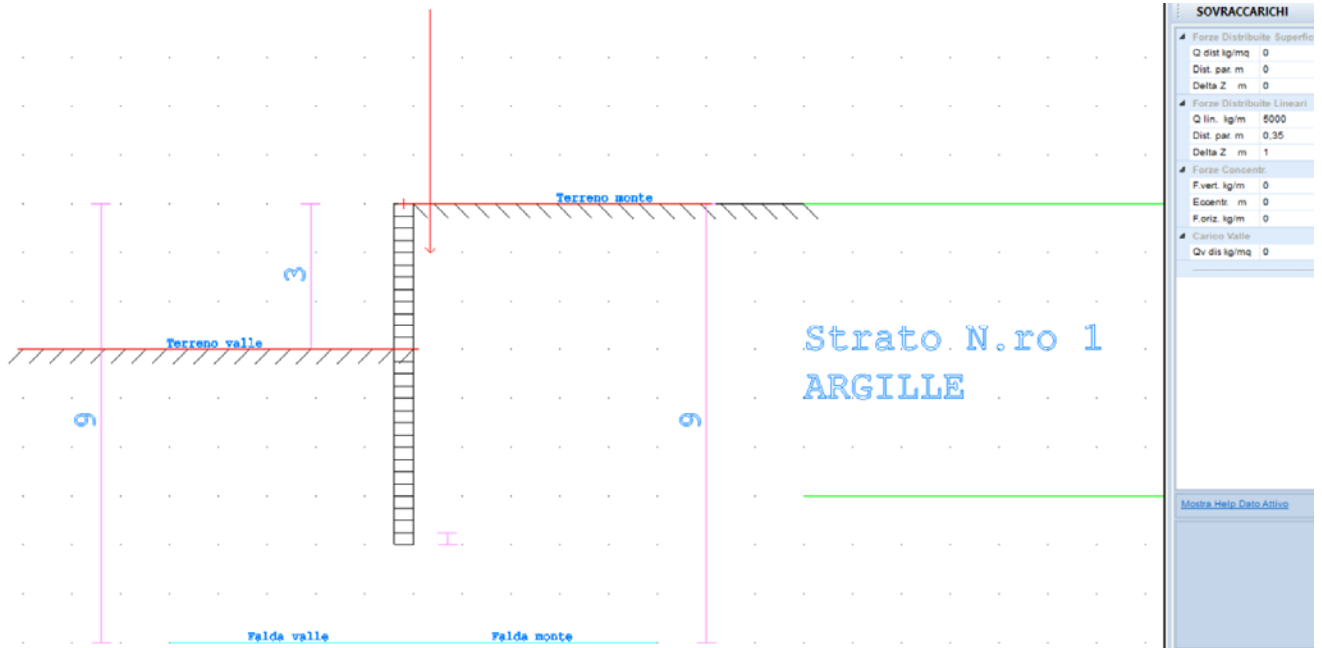 SOVRACCARICHI
Forze Distribuite Superfic
Q dist kg/mq 0
Dist. par. m 0
Delta Z m 0
Forze Distribuite Lineari
Q lin. kg/m 5000
Dist. par. m 0,35
Delta Z m 1
Forze Concentr.
F.vert. kg/m 0
Eccentr. m 0
F.oriz. kg/m 0
Carico Valle
Qv dis kg/mq 0
Mostra Help Dato Attivo
Terreno monte
3
Terreno valle
Strato N.ro 1
ARGILLE
9
9
Falda valle
Falda monte